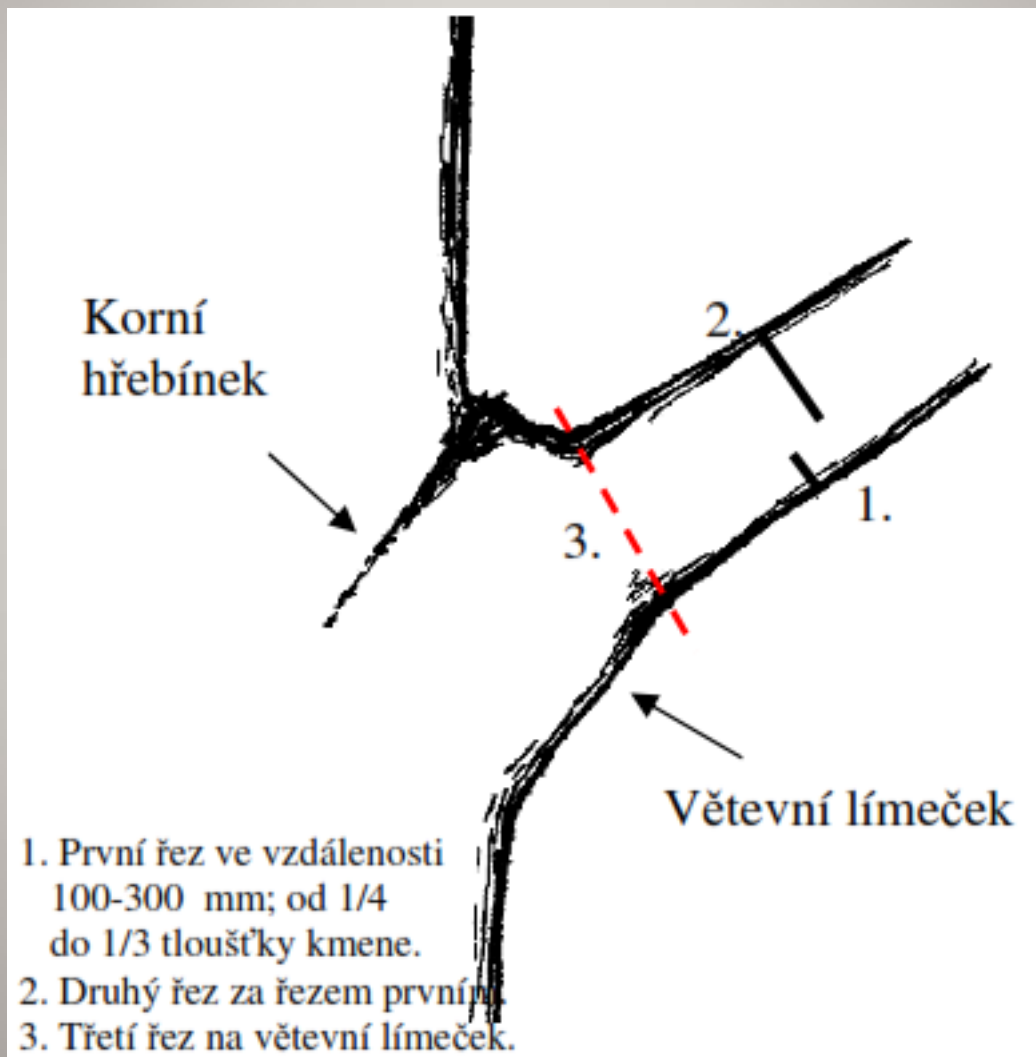 Korní
hřebínek
2.
1.
3.
Větevní límeček
1. První řez ve vzdálenosti
100-300 mm; od 1/4
do 1/3 tloušťky kmene.
2. Druhý řez za řezem prvním.
3. Třetí řez na větevní límeček.